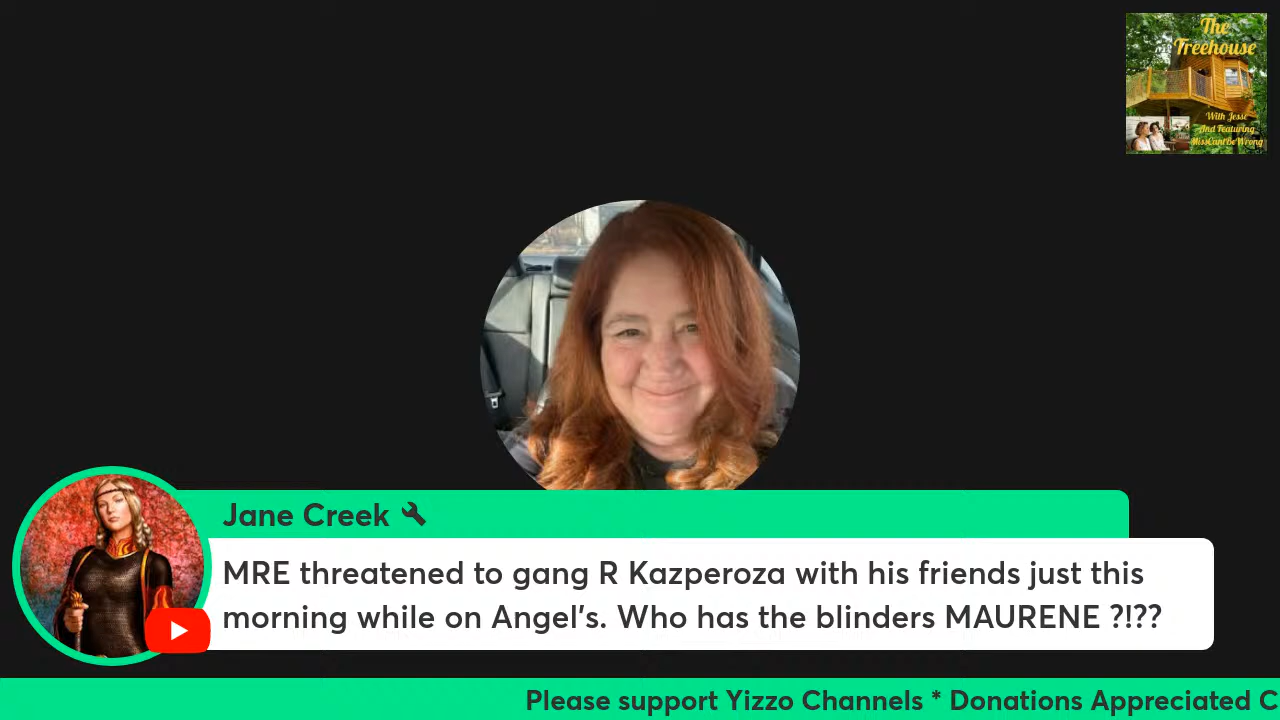 The
Treehouse
With Jesse
And Featuring
MissCantBeWrong
Jane Creek
MRE threatened to gang R Kazperoza with his friends just this
morning while on Angel's. Who has the blinders MAURENE ?!??
Please support Yizzo Channels * Donations Appreciated C